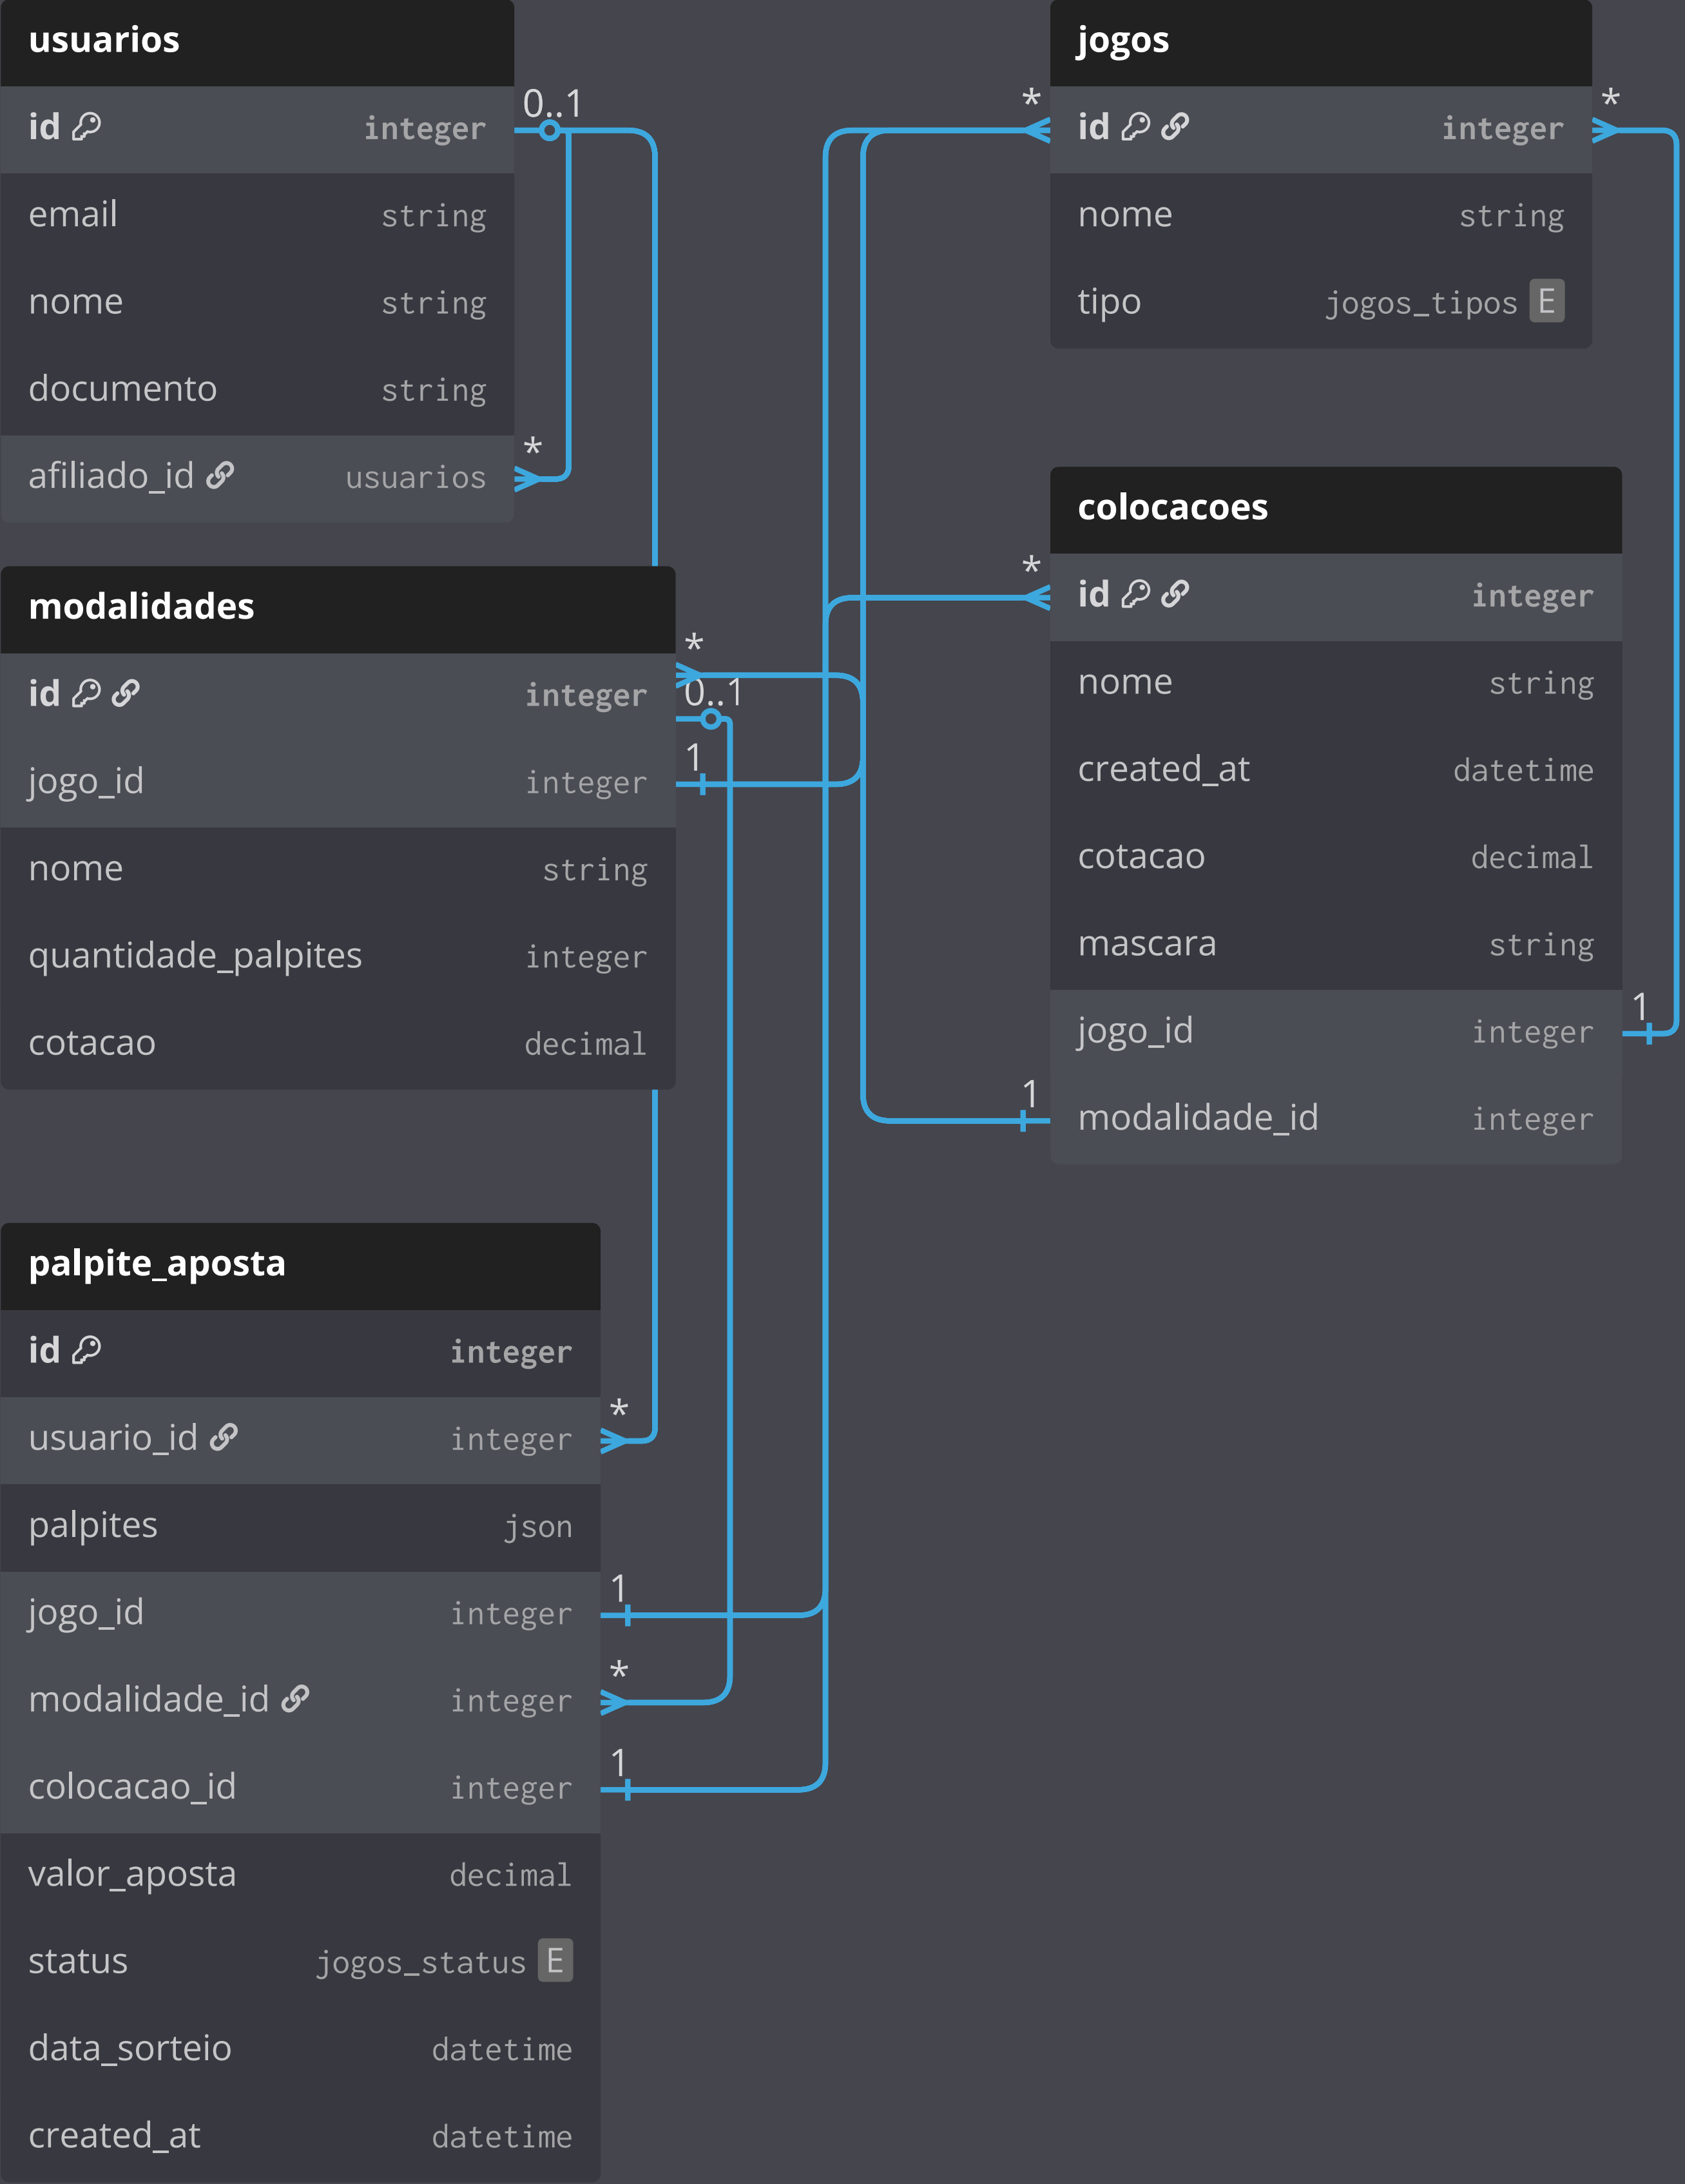 usuarios
id integer
email string
nome string
documento string
afiliado_id usuarios
0..1
*
jogos
id integer
nome string
tipo jogos_tipos E
*
*
modalidades
id integer
jogo_id integer
nome string
quantidade_palpites integer
cotacao decimal
*
0..1
1
colocacoes
id integer
nome string
created_at datetime
cotacao decimal
mascara string
jogo_id integer
modalidade_id integer
*
1
1
palpite_aposta
id integer
usuario_id integer
palpites json
jogo_id integer
modalidade_id integer
colocacao_id integer
valor_aposta decimal
status jogos_status E
data_sorteio datetime
created_at datetime
*
1
*
1